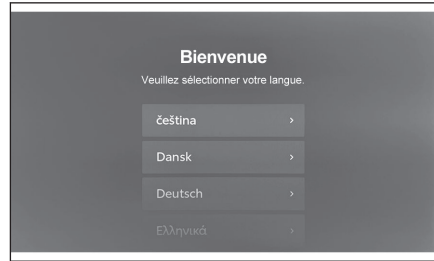 Bienvenue
Veuillez sélectionner votre langue.
čeština
Dansk
Deutsch
Ελληνικά